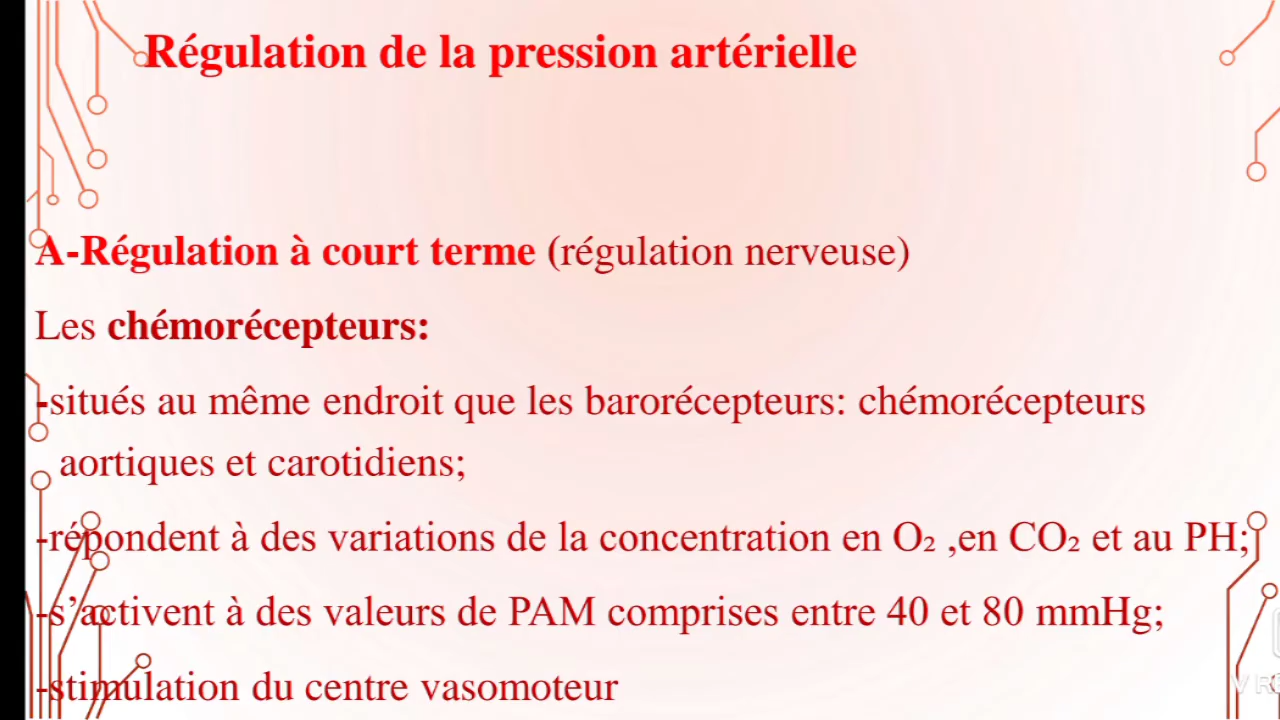 Régulation de la pression artérielle
A-Régulation à court terme (régulation nerveuse)
Les chémorécepteurs:
-situés au même endroit que les barorécepteurs: chémorécepteurs
aortiques et carotidiens;
-répondent à des variations de la concentration en O₂ ,en CO₂ et au PH;
-s’activent à des valeurs de PAM comprises entre 40 et 80 mmHg;
-stimulation du centre vasomoteur